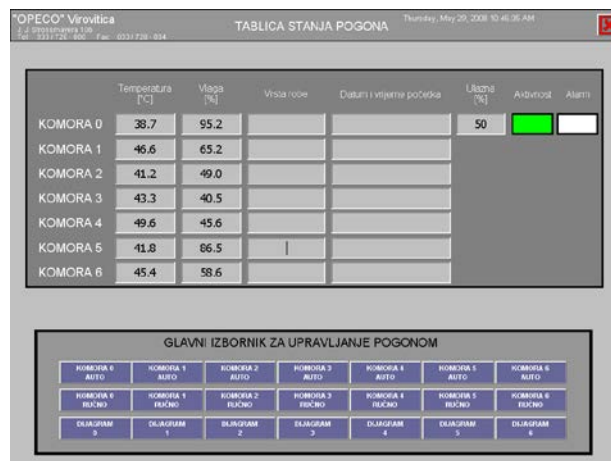 "OPECO" Virovitica
J.J. Strossmajera 138
TABLICA STANJA POGONA
Thursday, May 29, 2008 10:46:35 AM
Temperatura [°C] Vlaga [%] Vrsta robe Datum i vrijeme početka Ulazna [%] Aktivnost Alarm
KOMORA 0 38.7 95.2 50
KOMORA 1 46.6 65.2
KOMORA 2 41.2 49.0
KOMORA 3 43.3 40.5
KOMORA 4 49.6 45.6
KOMORA 5 41.8 86.5
KOMORA 6 45.4 58.6
GLAVNI IZBORNIK ZA UPRAVLJANJE POGONOM
KOMORA 0 AUTO KOMORA 1 AUTO KOMORA 2 AUTO KOMORA 3 AUTO KOMORA 4 AUTO KOMORA 5 AUTO KOMORA 6 AUTO
KOMORA 0 RUČNO KOMORA 1 RUČNO KOMORA 2 RUČNO KOMORA 3 RUČNO KOMORA 4 RUČNO KOMORA 5 RUČNO KOMORA 6 RUČNO
DIJAGRAM 0 DIJAGRAM 1 DIJAGRAM 2 DIJAGRAM 3 DIJAGRAM 4 DIJAGRAM 5 DIJAGRAM 6